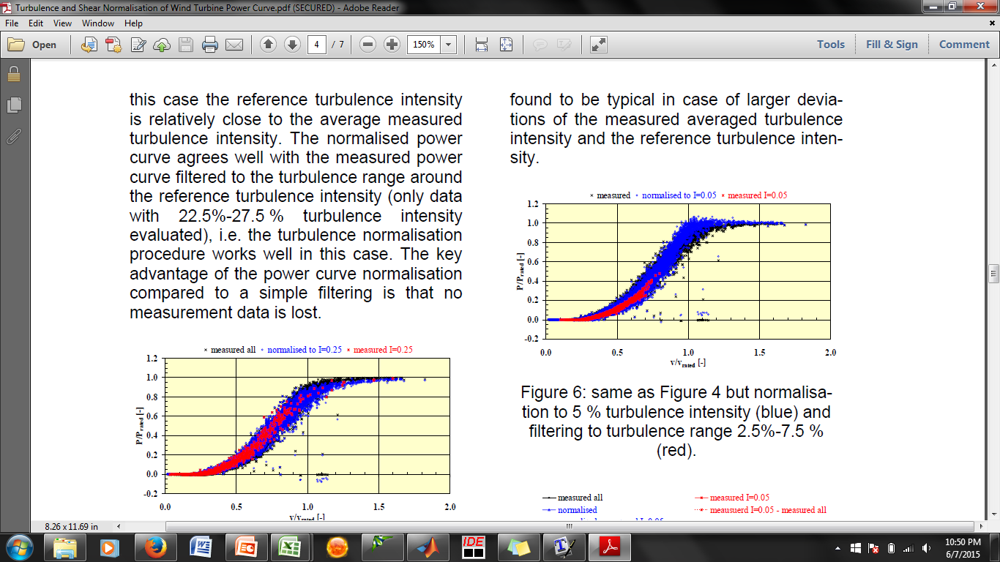 Turbulence and Shear Normalisation of Wind Turbine Power Curve.pdf (SECURED) - Adobe Reader
File Edit View Window Help
Open 4 / 7 150% Tools Fill & Sign Comment
this case the reference turbulence intensity
is relatively close to the average measured
turbulence intensity. The normalised power
curve agrees well with the measured power
curve filtered to the turbulence range around
the reference turbulence intensity (only data
with 22.5%-27.5 % turbulence intensity
evaluated), i.e. the turbulence normalisation
procedure works well in this case. The key
advantage of the power curve normalisation
compared to a simple filtering is that no
measurement data is lost.
measured all normalised to I=0.25 measured I=0.25
1.2
1.0
0.8
0.6
0.4
0.2
0.0
-0.2
P/Prated [-]
0.0 0.5 1.0 1.5 2.0
v/vrated [-]
found to be typical in case of larger devia-
tions of the measured averaged turbulence
intensity and the reference turbulence inten-
sity.
measured normalised to I=0.05 measured I=0.05
1.2
1.0
0.8
0.6
0.4
0.2
0.0
-0.2
P/Prated [-]
0.0 0.5 1.0 1.5 2.0
v/vrated [-]
Figure 6: same as Figure 4 but normalisa-
tion to 5 % turbulence intensity (blue) and
filtering to turbulence range 2.5%-7.5 %
(red).
measured all measured I=0.05
normalised meausuerd I=0.05 - measured all
8.26 x 11.69 in
W IDE T
10:50 PM
6/7/2015